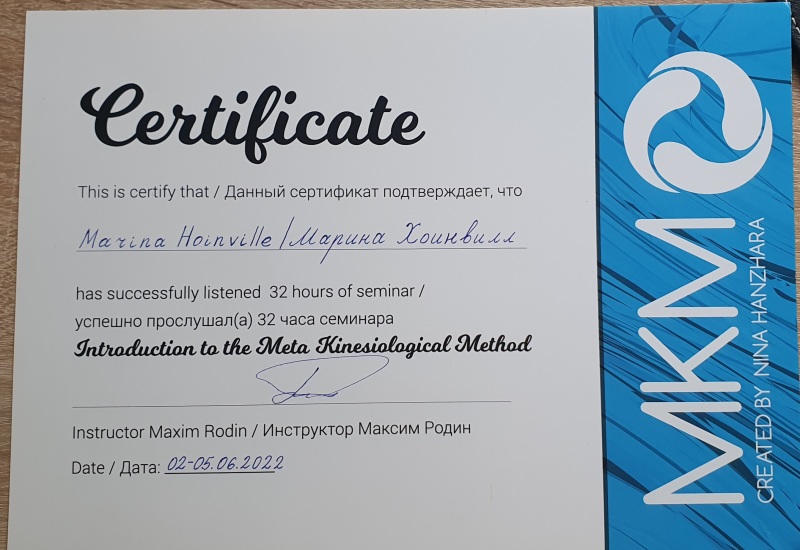 Certificate
This is certify that / Данный сертификат подтверждает, что
Marina Hoinville / Марина Хоинвилл
has successfully listened 32 hours of seminar /
успешно прослушал(а) 32 часа семинара
Introduction to the Meta Kinesiological Method
Instructor Maxim Rodin / Инструктор Максим Родин
Date / Дата: 02-05.06.2022
MKM
CREATED BY NINA HANZHARA